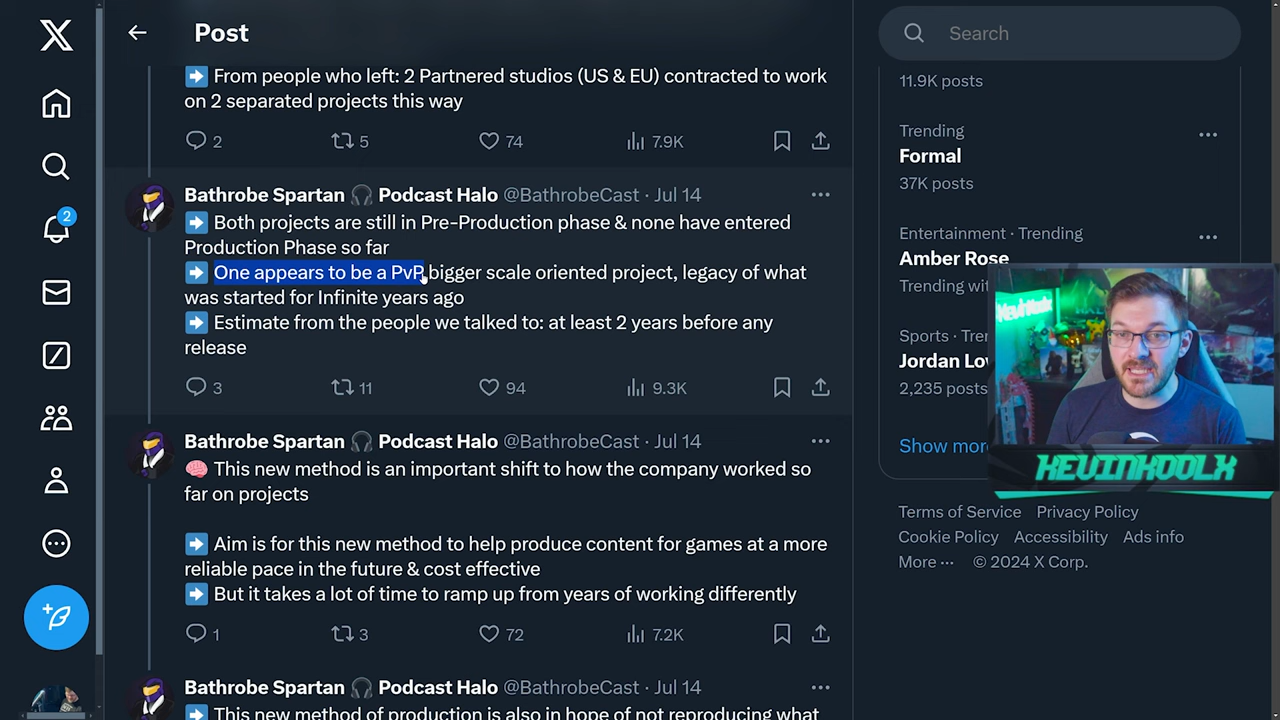 Post
➡️ From people who left: 2 Partnered studios (US & EU) contracted to work
on 2 separated projects this way
2 5 74 7.9K
Bathrobe Spartan 🎧 Podcast Halo @BathrobeCast · Jul 14 ···
➡️ Both projects are still in Pre-Production phase & none have entered
Production Phase so far
➡️ One appears to be a PvP bigger scale oriented project, legacy of what
was started for Infinite years ago
➡️ Estimate from the people we talked to: at least 2 years before any
release
3 11 94 9.3K
Bathrobe Spartan 🎧 Podcast Halo @BathrobeCast · Jul 14 ···
🧠 This new method is an important shift to how the company worked so
far on projects
➡️ Aim is for this new method to help produce content for games at a more
reliable pace in the future & cost effective
➡️ But it takes a lot of time to ramp up from years of working differently
1 3 72 7.2K
Bathrobe Spartan 🎧 Podcast Halo @BathrobeCast · Jul 14 ···
➡️ This new method of production is also in hope of not reproducing what
2
Search
11.9K posts
Trending
Formal
37K posts
Entertainment · Trending
Amber Rose
Trending wit
Sports · Tren
Jordan Lov
2,235 posts
Show mor
KEVINKOOLX
Terms of Service Privacy Policy
Cookie Policy Accessibility Ads info
More ··· © 2024 X Corp.